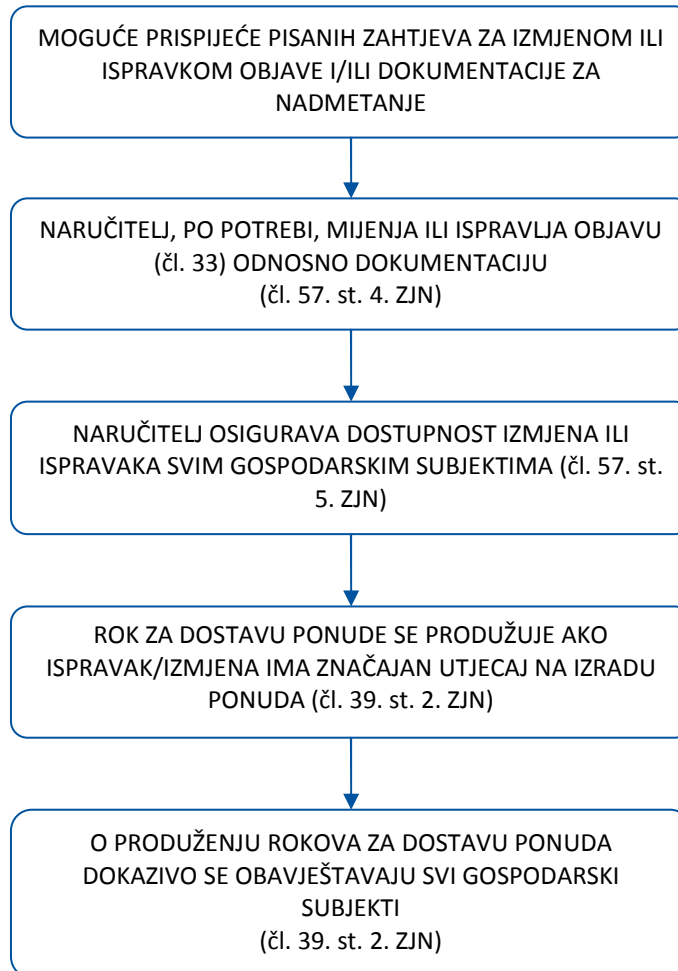 MOGUĆE PRISPIJEĆE PISANIH ZAHTJEVA ZA IZMJENOM ILI
ISPRAVKOM OBJAVE I/ILI DOKUMENTACIJE ZA
NADMETANJE
NARUČITELJ, PO POTREBI, MIJENJA ILI ISPRAVLJA OBJAVU
(čl. 33) ODNOSNO DOKUMENTACIJU
(čl. 57. st. 4. ZJN)
NARUČITELJ OSIGURAVA DOSTUPNOST IZMJENA ILI
ISPRAVAKA SVIM GOSPODARSKIM SUBJEKTIMA (čl. 57. st.
5. ZJN)
ROK ZA DOSTAVU PONUDE SE PRODUŽUJE AKO
ISPRAVAK/IZMJENA IMA ZNAČAJAN UTJECAJ NA IZRADU
PONUDA (čl. 39. st. 2. ZJN)
O PRODUŽENJU ROKOVA ZA DOSTAVU PONUDA
DOKAZIVO SE OBAVJEŠTAVAJU SVI GOSPODARSKI
SUBJEKTI
(čl. 39. st. 2. ZJN)